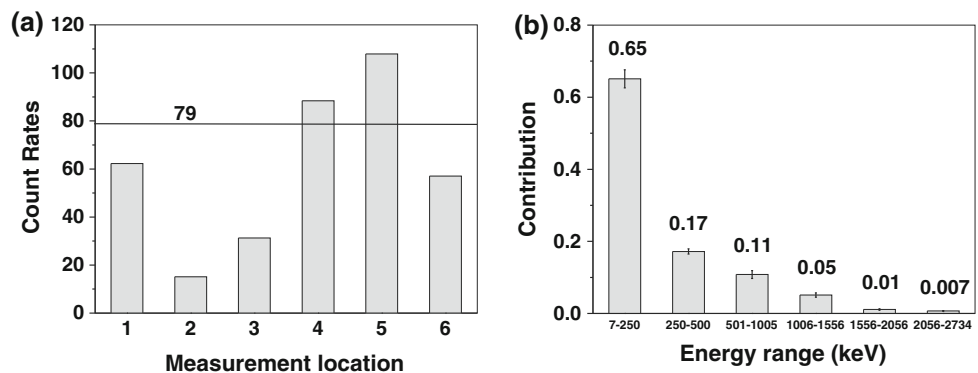 (a)
120
100
80
60
40
20
0
Count Rates
79
1 2 3 4 5 6
Measurement location
(b)
0.8
0.6
0.4
0.2
0.0
Contribution
0.65
0.17
0.11
0.05
0.01
0.007
7-250 250-500 501-1005 1006-1556 1556-2056 2056-2734
Energy range (keV)